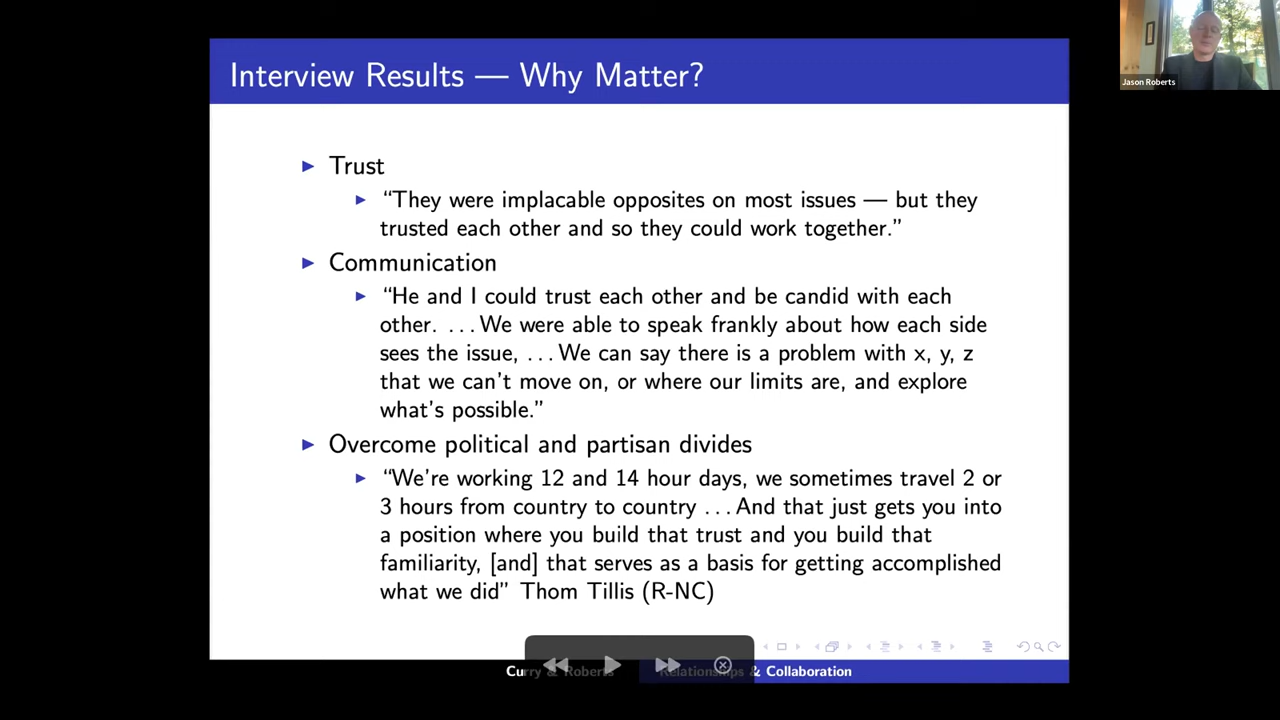 Interview Results — Why Matter?
Jason Roberts
Trust
“They were implacable opposites on most issues — but they
trusted each other and so they could work together.”
Communication
“He and I could trust each other and be candid with each
other. ...We were able to speak frankly about how each side
sees the issue, ...We can say there is a problem with x, y, z
that we can’t move on, or where our limits are, and explore
what’s possible.”
Overcome political and partisan divides
“We’re working 12 and 14 hour days, we sometimes travel 2 or
3 hours from country to country ...And that just gets you into
a position where you build that trust and you build that
familiarity, [and] that serves as a basis for getting accomplished
what we did” Thom Tillis (R-NC)
Curry & Roberts
Relationships & Collaboration